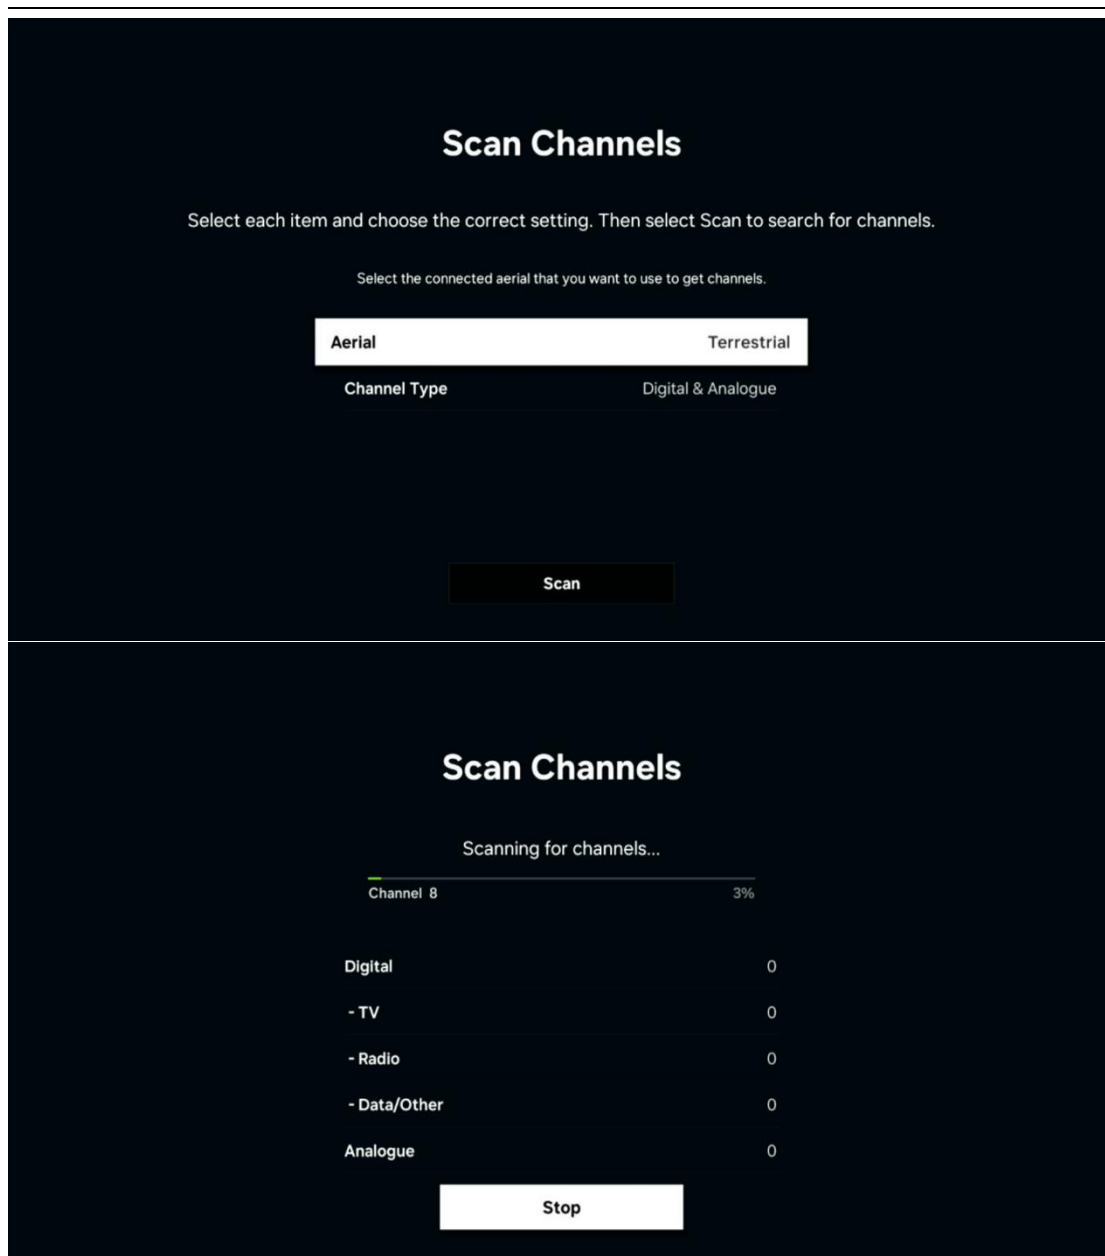 Scan Channels
Select each item and choose the correct setting. Then select Scan to search for channels.
Select the connected aerial that you want to use to get channels.
Aerial Terrestrial
Channel Type Digital & Analogue
Scan
Scan Channels
Scanning for channels...
Channel 8 3%
Digital 0
- TV 0
- Radio 0
- Data/Other 0
Analogue 0
Stop